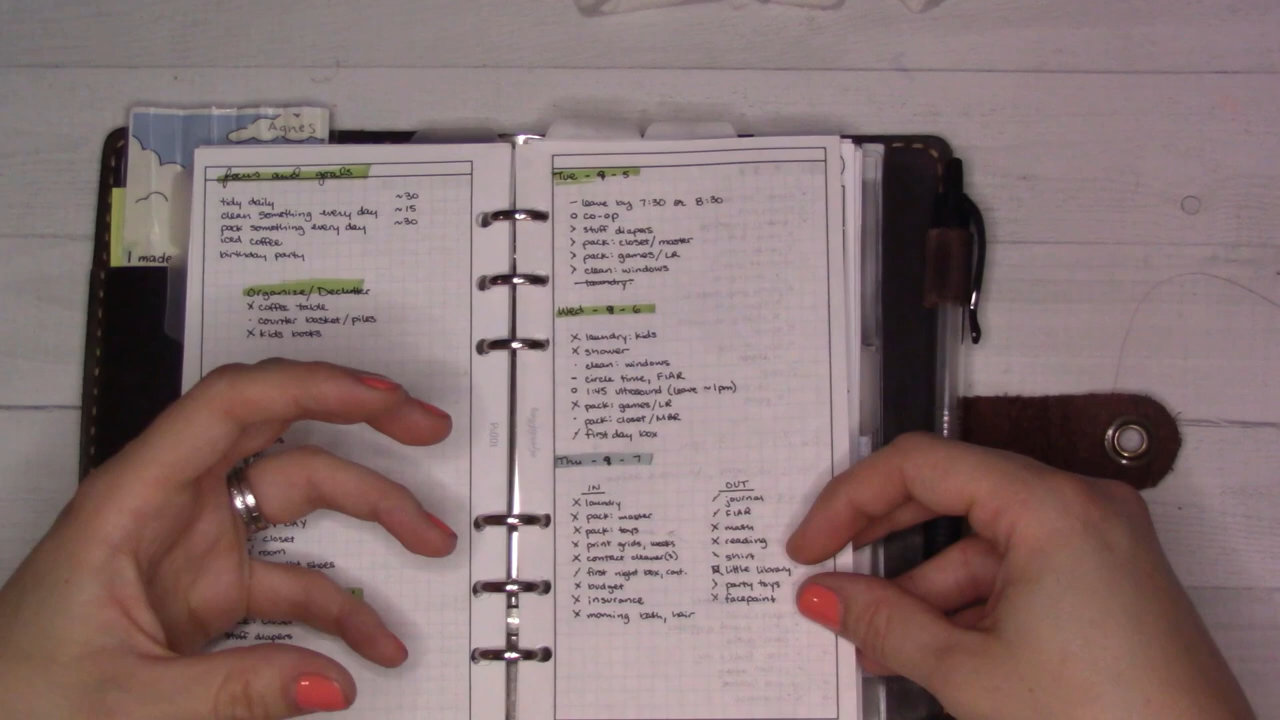 Agnes
I made
focus and goals
tidy daily ~30
clean something every day ~15
pack something every day ~30
iced coffee
birthday party
Organize/Declutter
x coffee table
· counter basket/piles
x kids books
closet
room
shoes
stuff diapers
Tue - 9 - 5
- leave by 7:30 or 8:30
o co-op
> stuff diapers
> pack: closet/master
> pack: games/LR
> clean: windows
laundry:
Wed - 9 - 6
x laundry: kids
x shower
· clean: windows
- circle time, FIAR
o 1:45 ultrasound (leave ~1pm)
x pack: games/LR
· pack: closet/MBR
/ first day box
Thu - 9 - 7
IN
x laundry
x pack: master
x pack: toys
x print grids, weeks
x contact cleaner(s)
/ first night box, cont.
x budget
x insurance
x morning bath, hair
OUT
/ journal
/ FIAR
x math
x reading
\ shirt
little library
> party toys
x facepaint